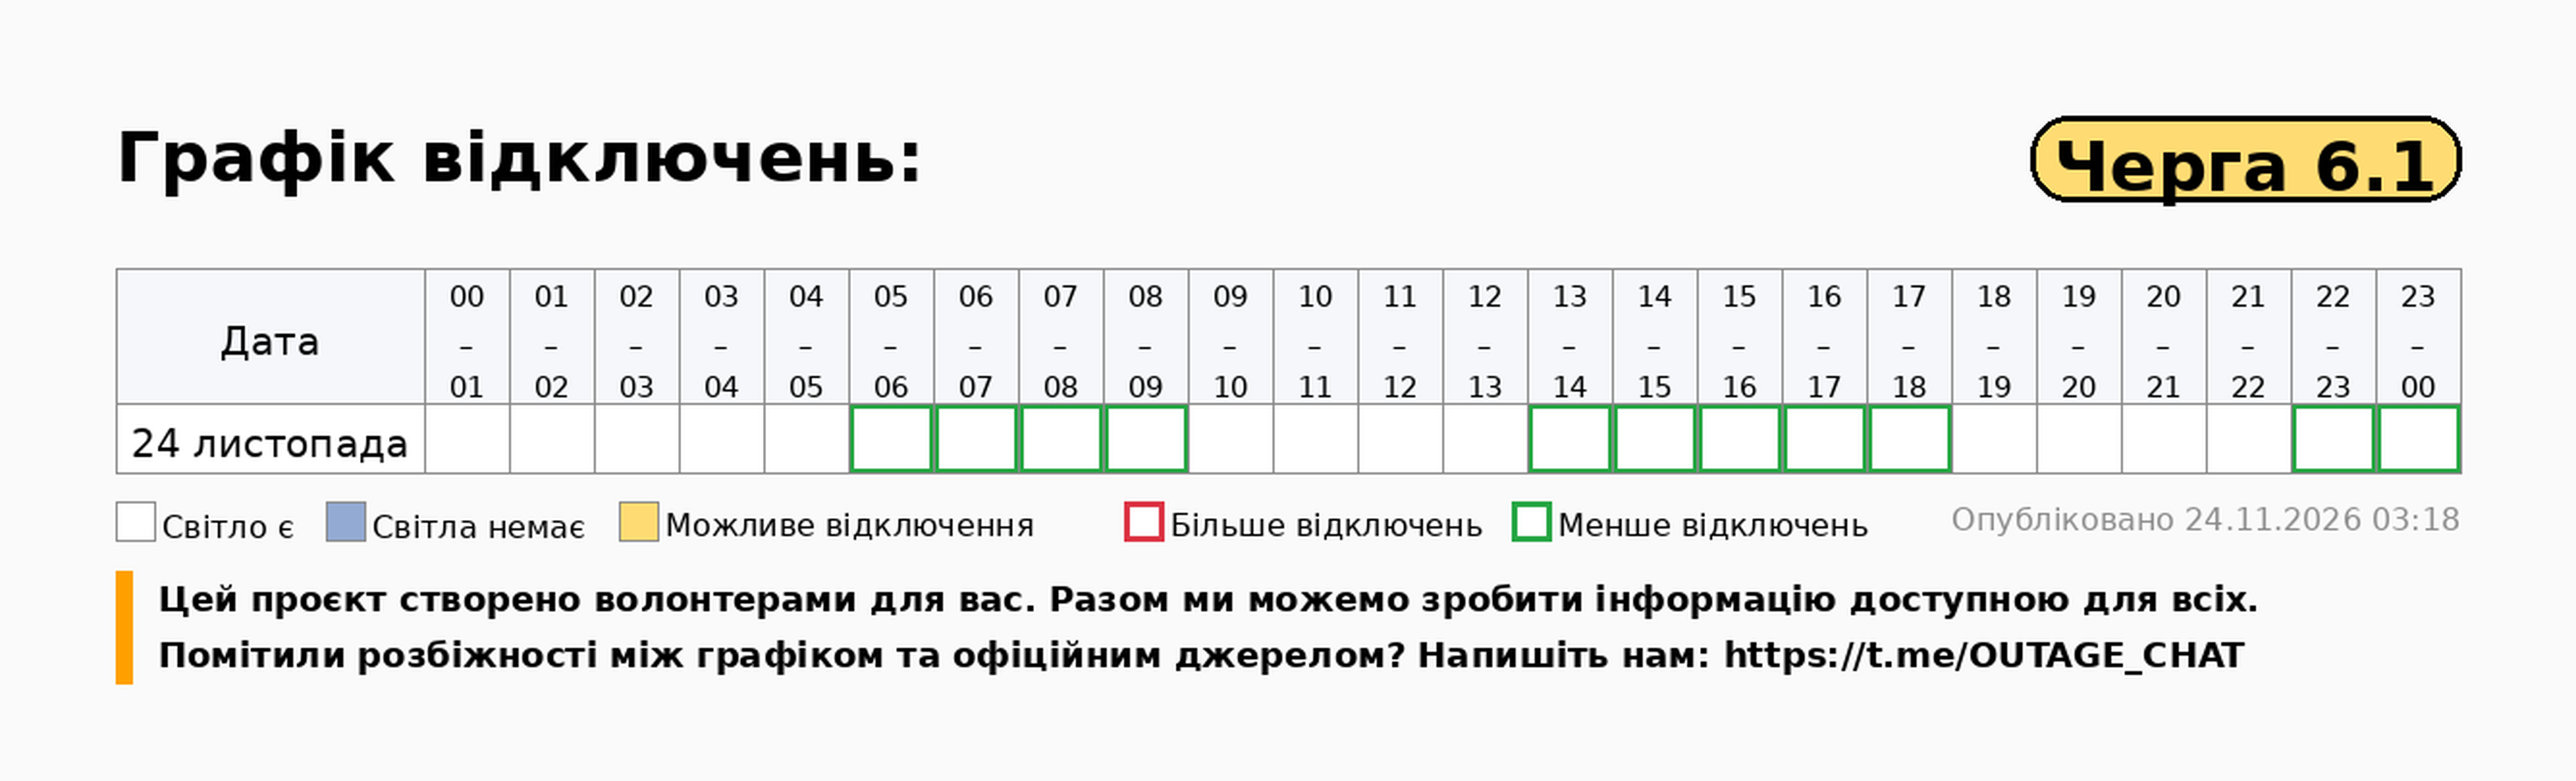 Графік відключень:
Черга 6.1
Дата
00 – 01
01 – 02
02 – 03
03 – 04
04 – 05
05 – 06
06 – 07
07 – 08
08 – 09
09 – 10
10 – 11
11 – 12
12 – 13
13 – 14
14 – 15
15 – 16
16 – 17
17 – 18
18 – 19
19 – 20
20 – 21
21 – 22
22 – 23
23 – 00
24 листопада
Світло є
Світла немає
Можливе відключення
Більше відключень
Менше відключень
Опубліковано 24.11.2026 03:18
Цей проєкт створено волонтерами для вас. Разом ми можемо зробити інформацію доступною для всіх.
Помітили розбіжності між графіком та офіційним джерелом? Напишіть нам: https://t.me/OUTAGE_CHAT